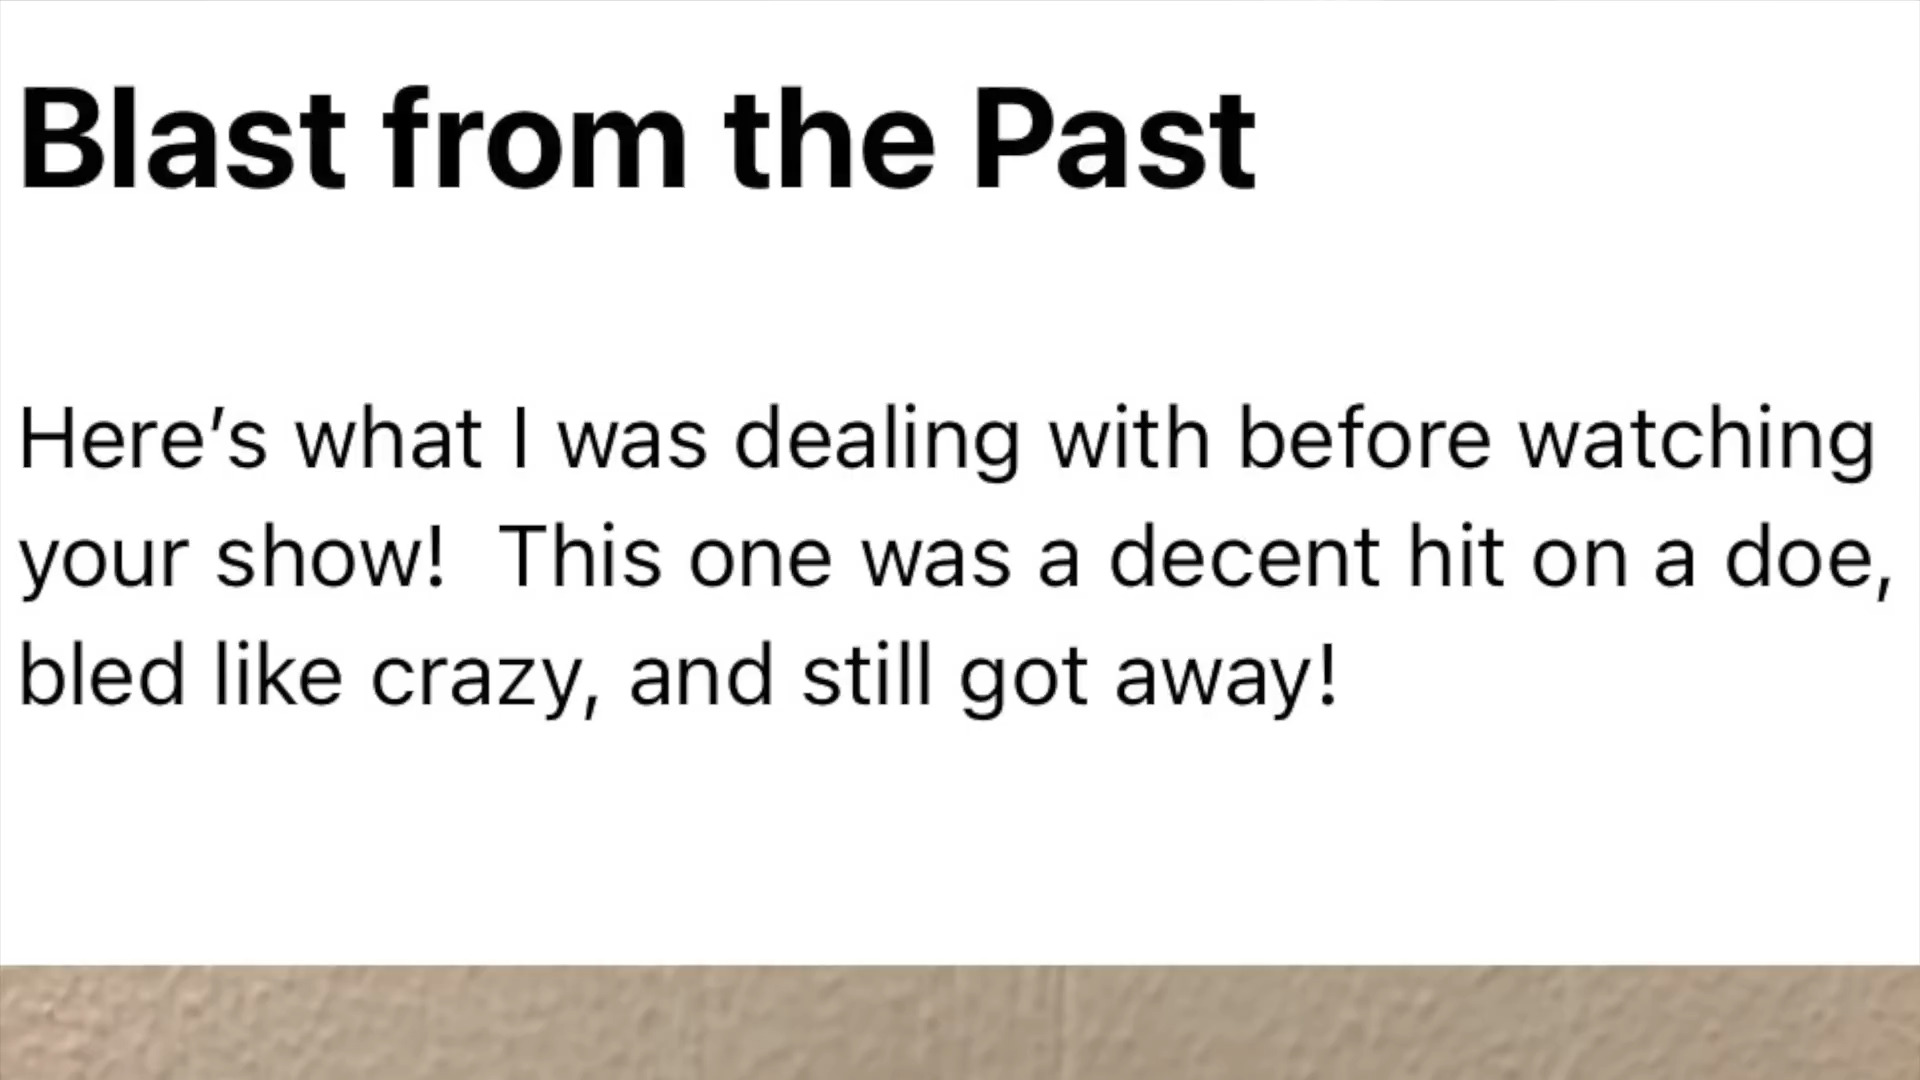 Blast from the Past
Here’s what I was dealing with before watching
your show!  This one was a decent hit on a doe,
bled like crazy, and still got away!